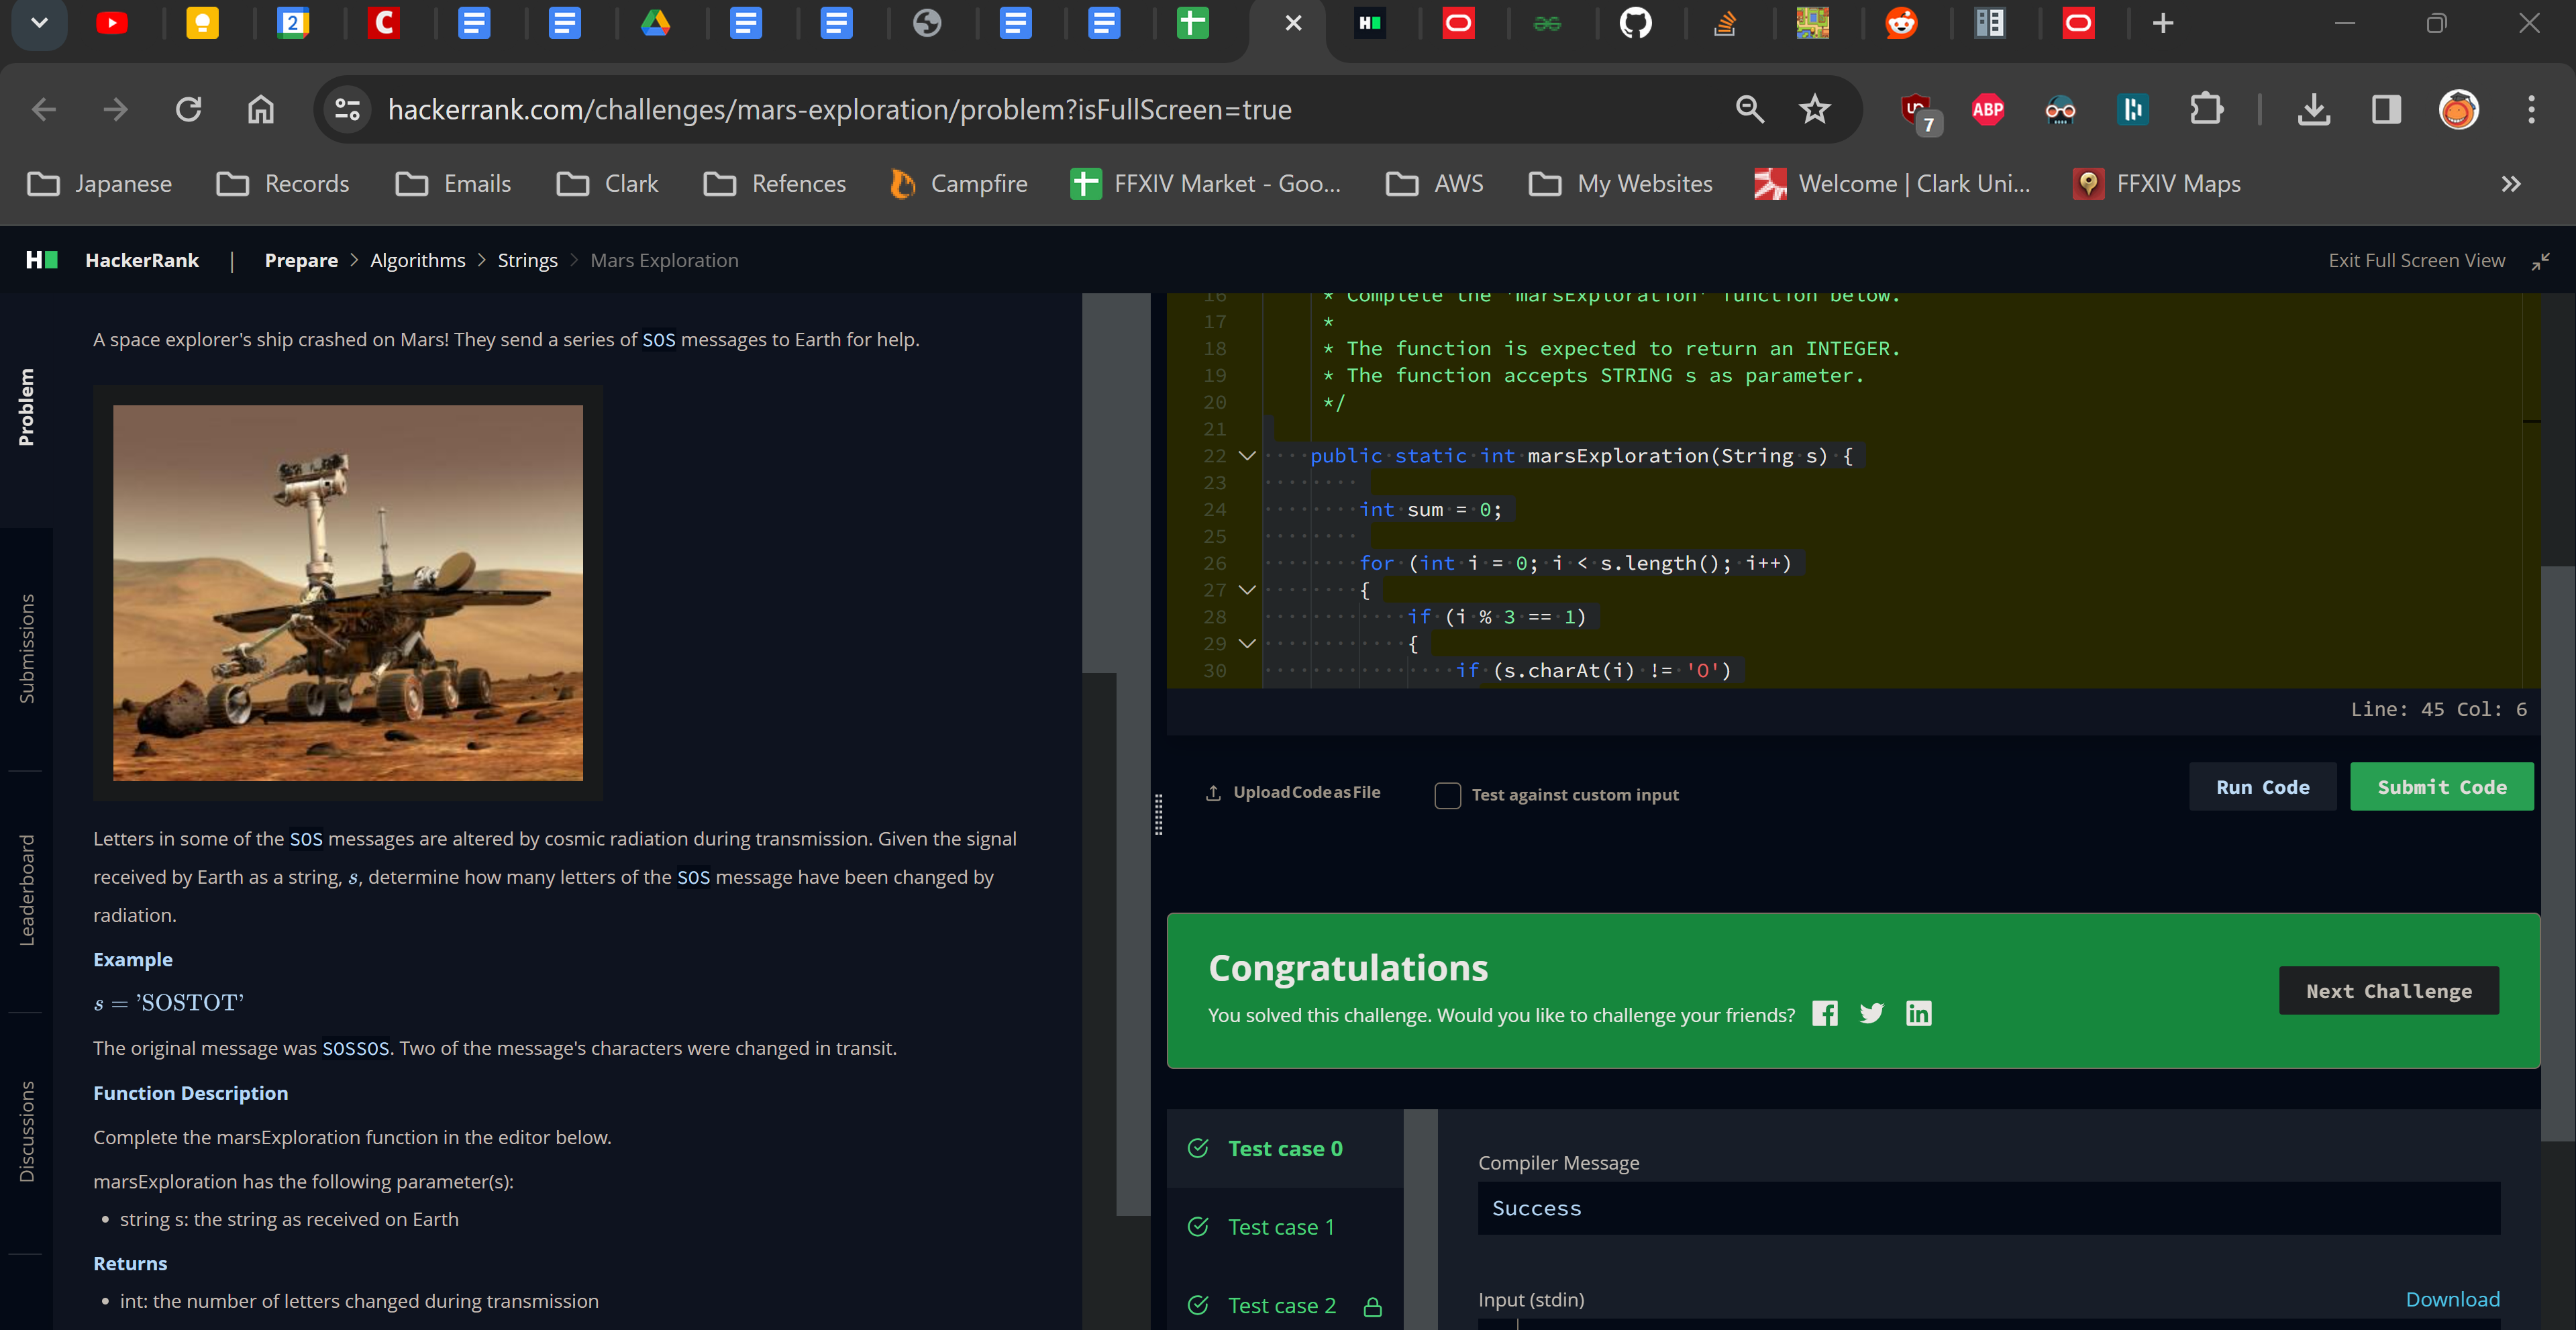 2
C
H
hackerrank.com/challenges/mars-exploration/problem?isFullScreen=true
7
ABP
Japanese
Records
Emails
Clark
Refences
Campfire
FFXIV Market - Goo...
AWS
My Websites
Welcome | Clark Uni...
FFXIV Maps
H HackerRank | Prepare > Algorithms > Strings > Mars Exploration
Exit Full Screen View
Problem
Submissions
Leaderboard
Discussions
A space explorer's ship crashed on Mars! They send a series of SOS messages to Earth for help.
Letters in some of the SOS messages are altered by cosmic radiation during transmission. Given the signal
received by Earth as a string, s, determine how many letters of the SOS message have been changed by
radiation.
Example
s = 'SOSTOT'
The original message was SOSSOS. Two of the message's characters were changed in transit.
Function Description
Complete the marsExploration function in the editor below.
marsExploration has the following parameter(s):
• string s: the string as received on Earth
Returns
• int: the number of letters changed during transmission
16 * Complete the 'marsExploration' function below.
17 *
18 * The function is expected to return an INTEGER.
19 * The function accepts STRING s as parameter.
20 */
21
22 public static int marsExploration(String s) {
23
24 int sum = 0;
25
26 for (int i = 0; i < s.length(); i++)
27 {
28 if (i % 3 == 1)
29 {
30 if (s.charAt(i) != 'O')
Line: 45 Col: 6
Upload Code as File
Test against custom input
Run Code
Submit Code
Congratulations
You solved this challenge. Would you like to challenge your friends?
Next Challenge
Test case 0
Test case 1
Test case 2
Compiler Message
Success
Input (stdin)
Download